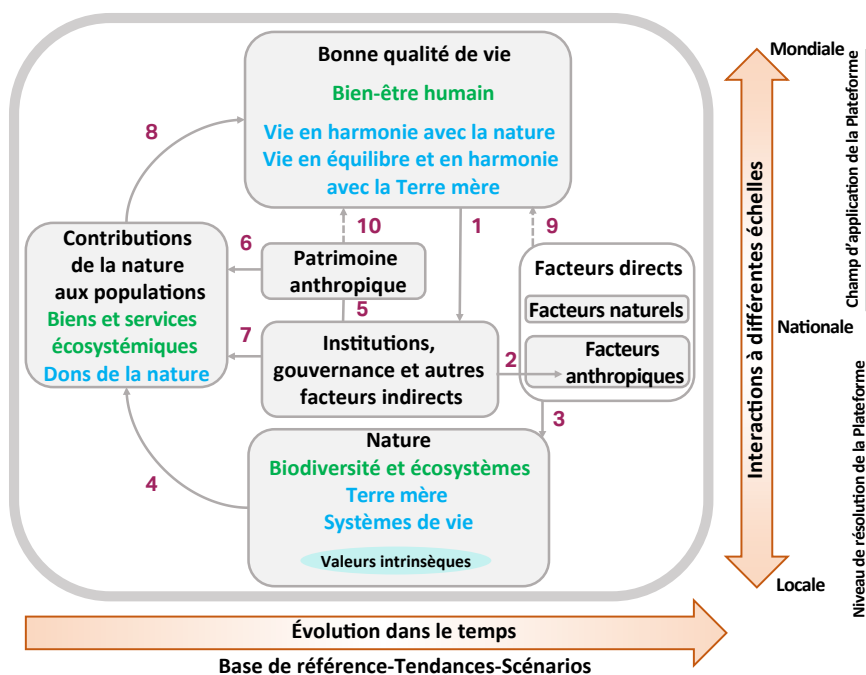 Bonne qualité de vie
Bien-être humain
Vie en harmonie avec la nature
Vie en équilibre et en harmonie
avec la Terre mère
8
10
1
9
6
Contributions
de la nature
aux populations
Biens et services
écosystémiques
Dons de la nature
Patrimoine
anthropique
5
7
Institutions,
gouvernance et autres
facteurs indirects
2
Facteurs directs
Facteurs naturels
Facteurs
anthropiques
3
4
Nature
Biodiversité et écosystèmes
Terre mère
Systèmes de vie
Valeurs intrinsèques
Mondiale
Nationale
Locale
Interactions à différentes échelles
Champ d’application de la Plateforme
Niveau de résolution de la Plateforme
Évolution dans le temps
Base de référence-Tendances-Scénarios